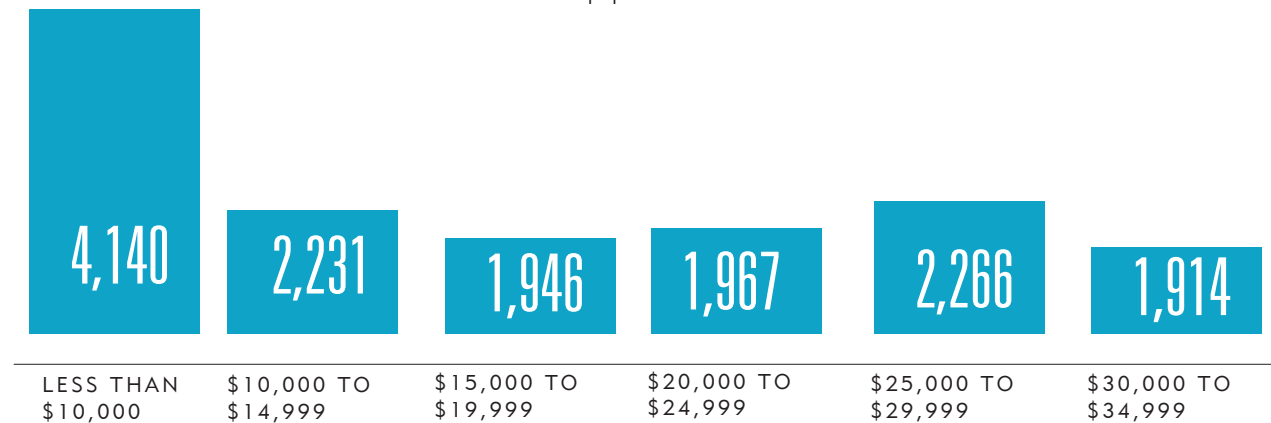 4,140
2,231
1,946
1,967
2,266
1,914
LESS THAN
$10,000
$10,000 TO
$14,999
$15,000 TO
$19,999
$20,000 TO
$24,999
$25,000 TO
$29,999
$30,000 TO
$34,999